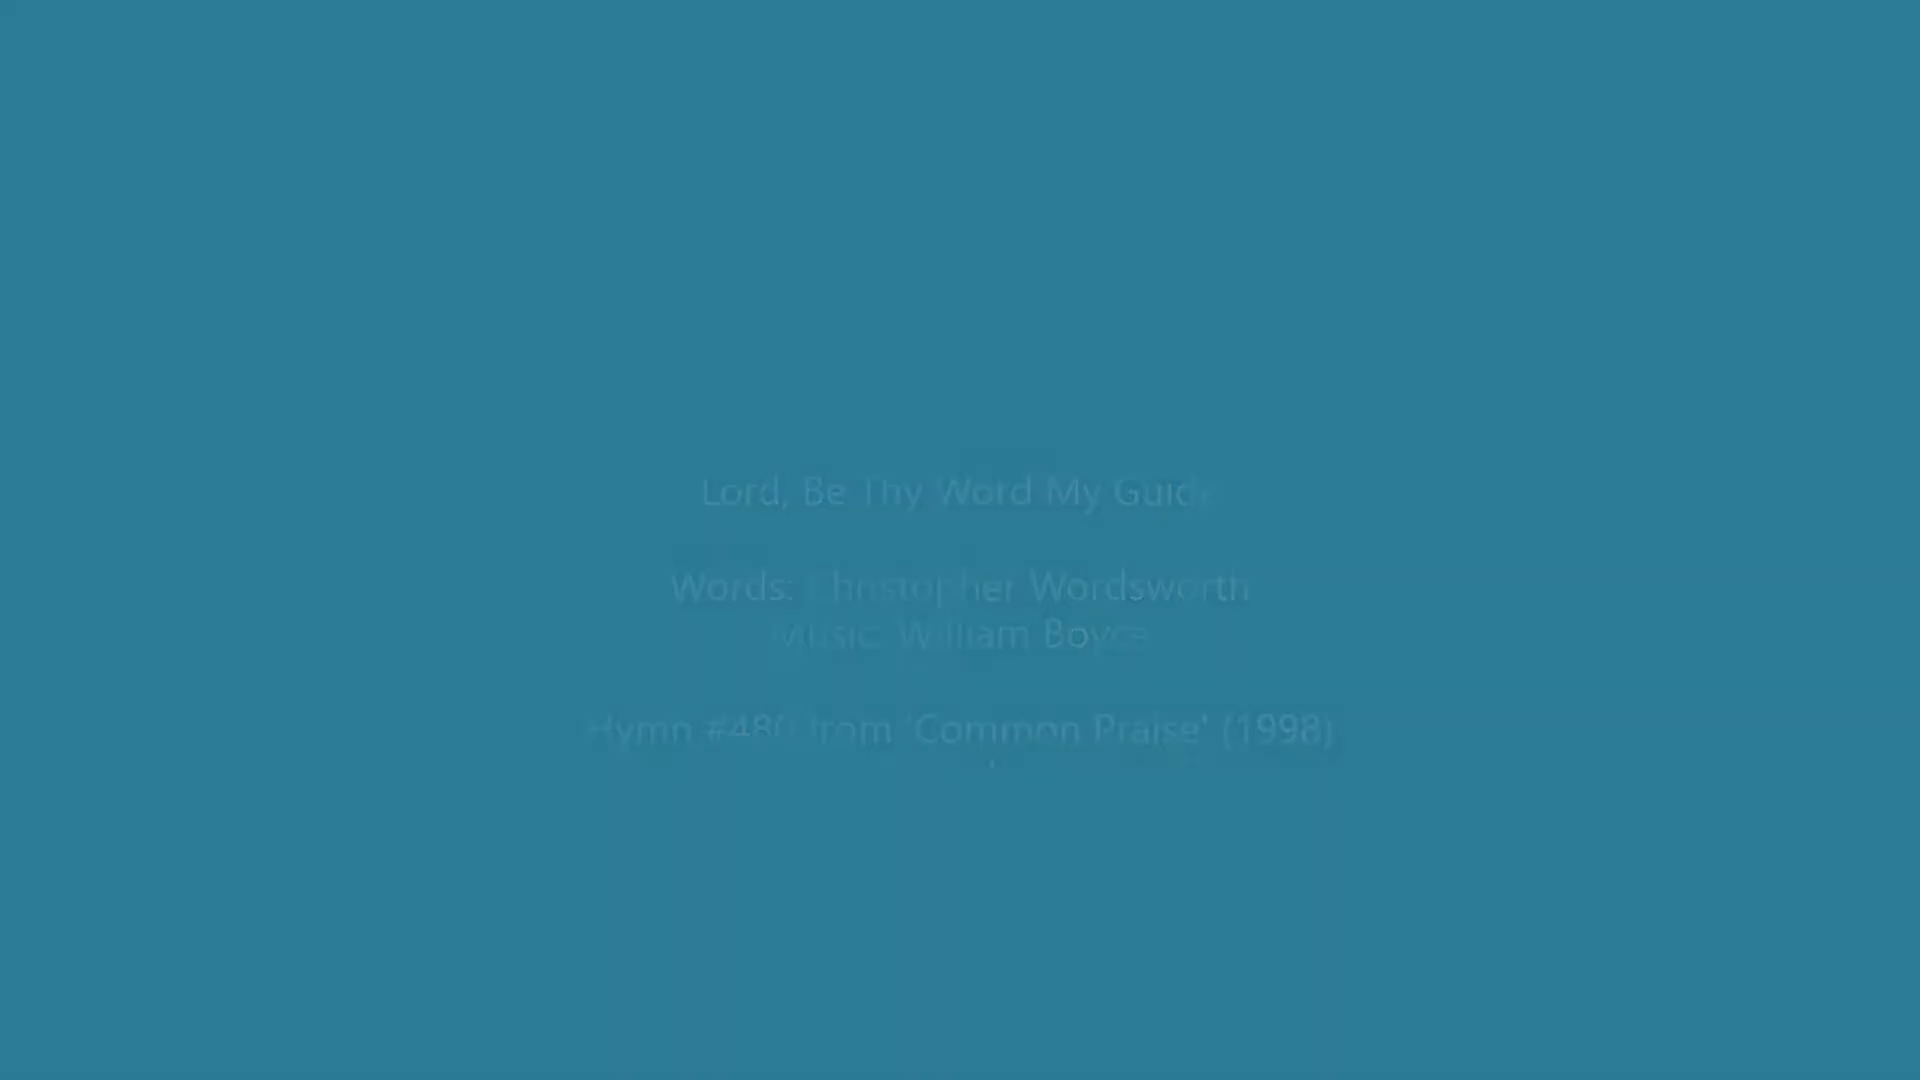 Lord, Be Thy Word My Guide
Words: Christopher Wordsworth
Music: William Boyce
Hymn #480 from 'Common Praise' (1998)